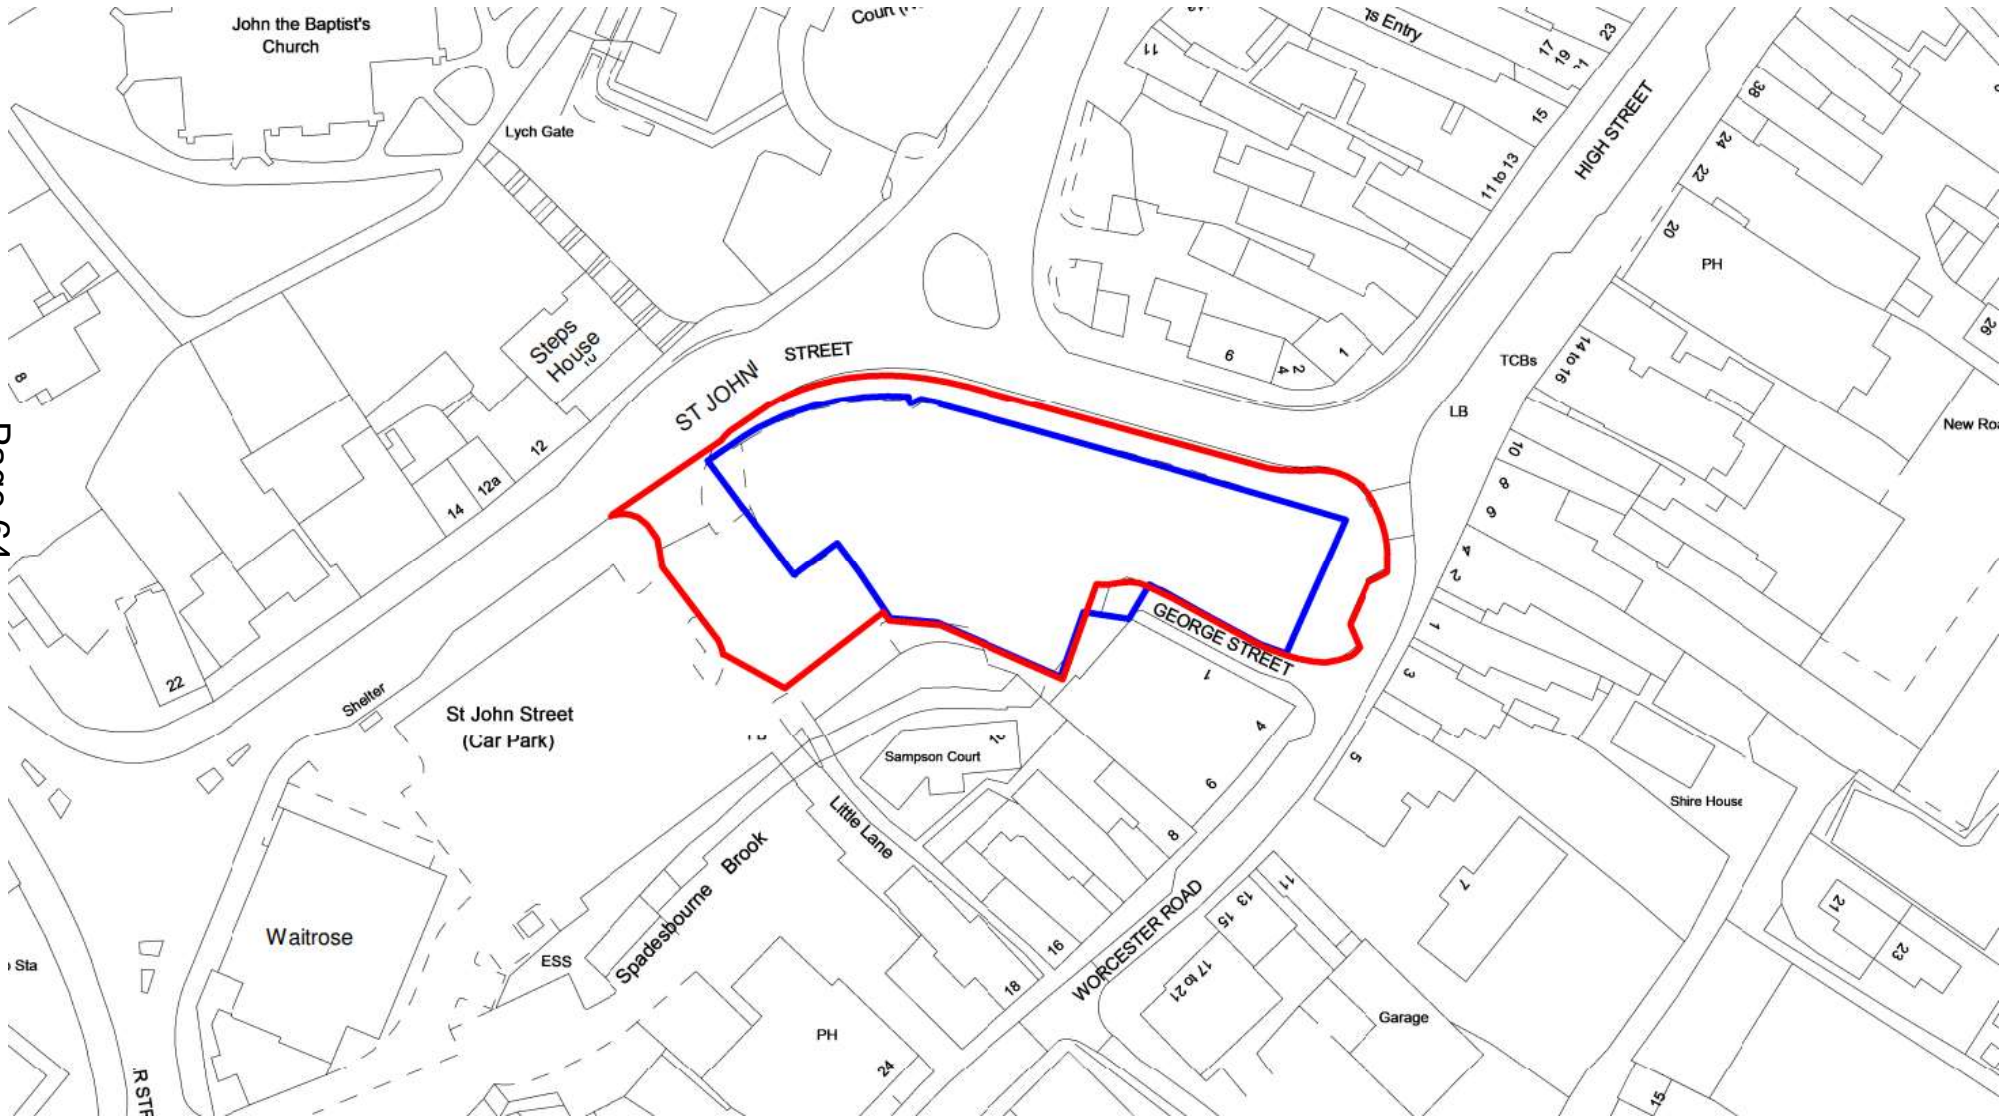 John the Baptist's
Church
Lych Gate
11
17
19
23
15
11 to 13
HIGH STREET
38
24
22
20
PH
26
8
Steps
House
10
ST JOHN
STREET
6
4
2
1
TCBs
14 to 16
LB
New Roa
12
12a
14
10
8
6
4
2
1
3
5
22
Shelter
St John Street
(Car Park)
GEORGE STREET
1
4
6
8
Sampson Court
Little Lane
Spadesbourne Brook
Waitrose
ESS
Sta
16
18
WORCESTER ROAD
11
13
15
17 to 21
Garage
7
Shire House
21
23
PH
24
15